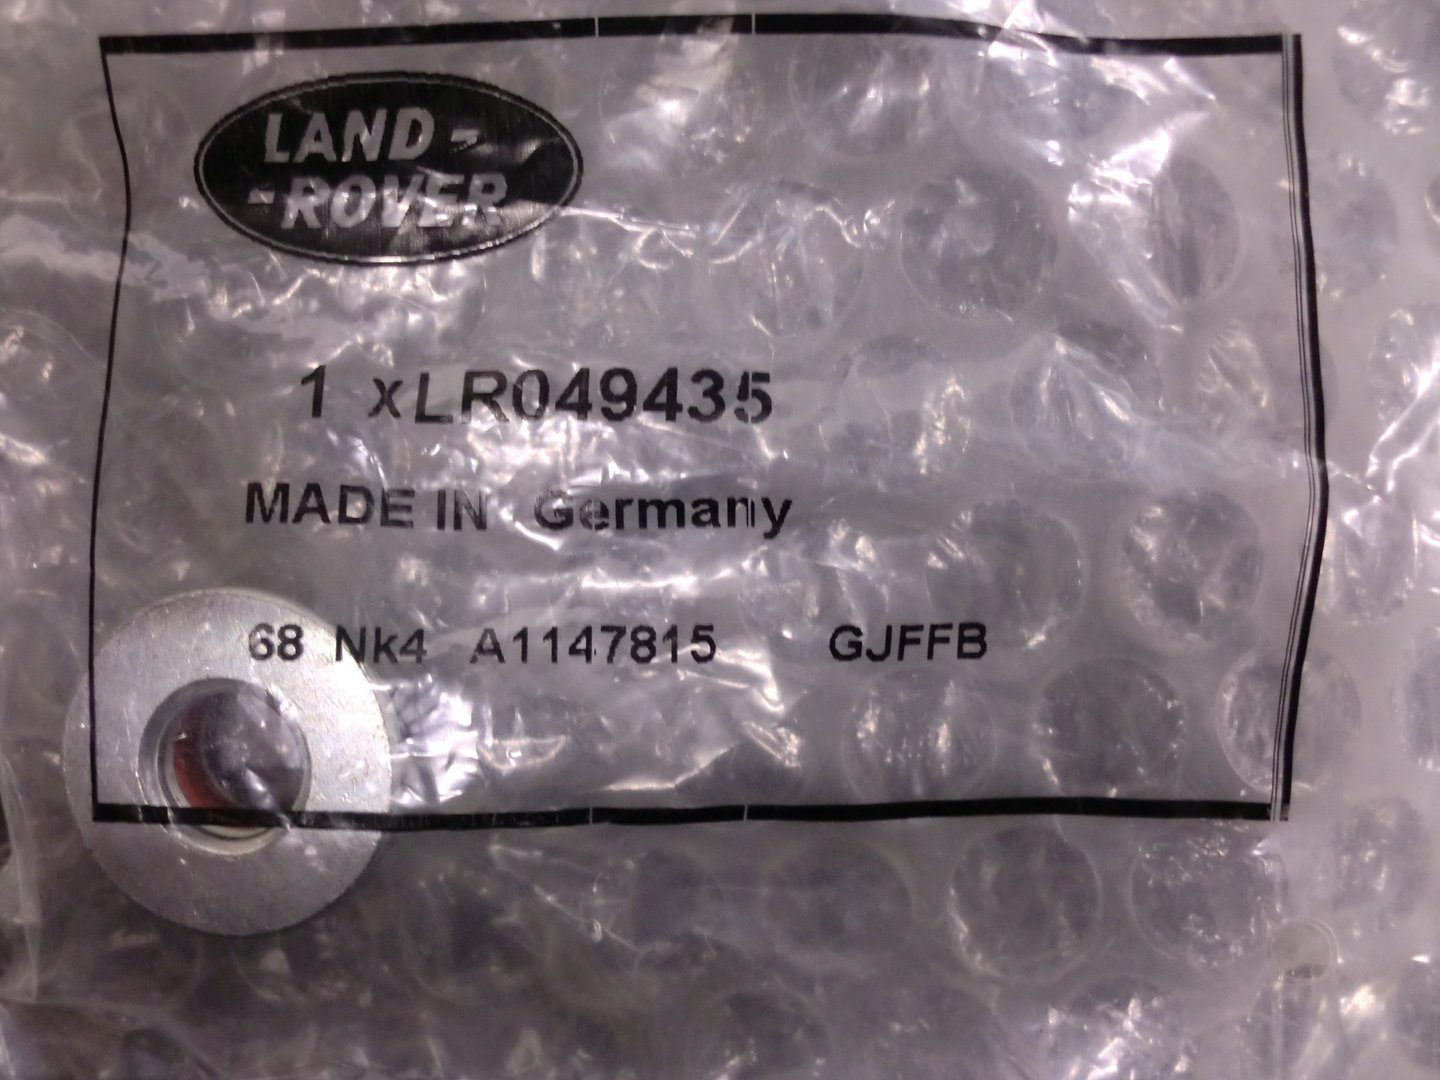 LAND -
- ROVER
1 xLR049435
MADE IN Germany
68 Nk4 A1147815 GJFFB